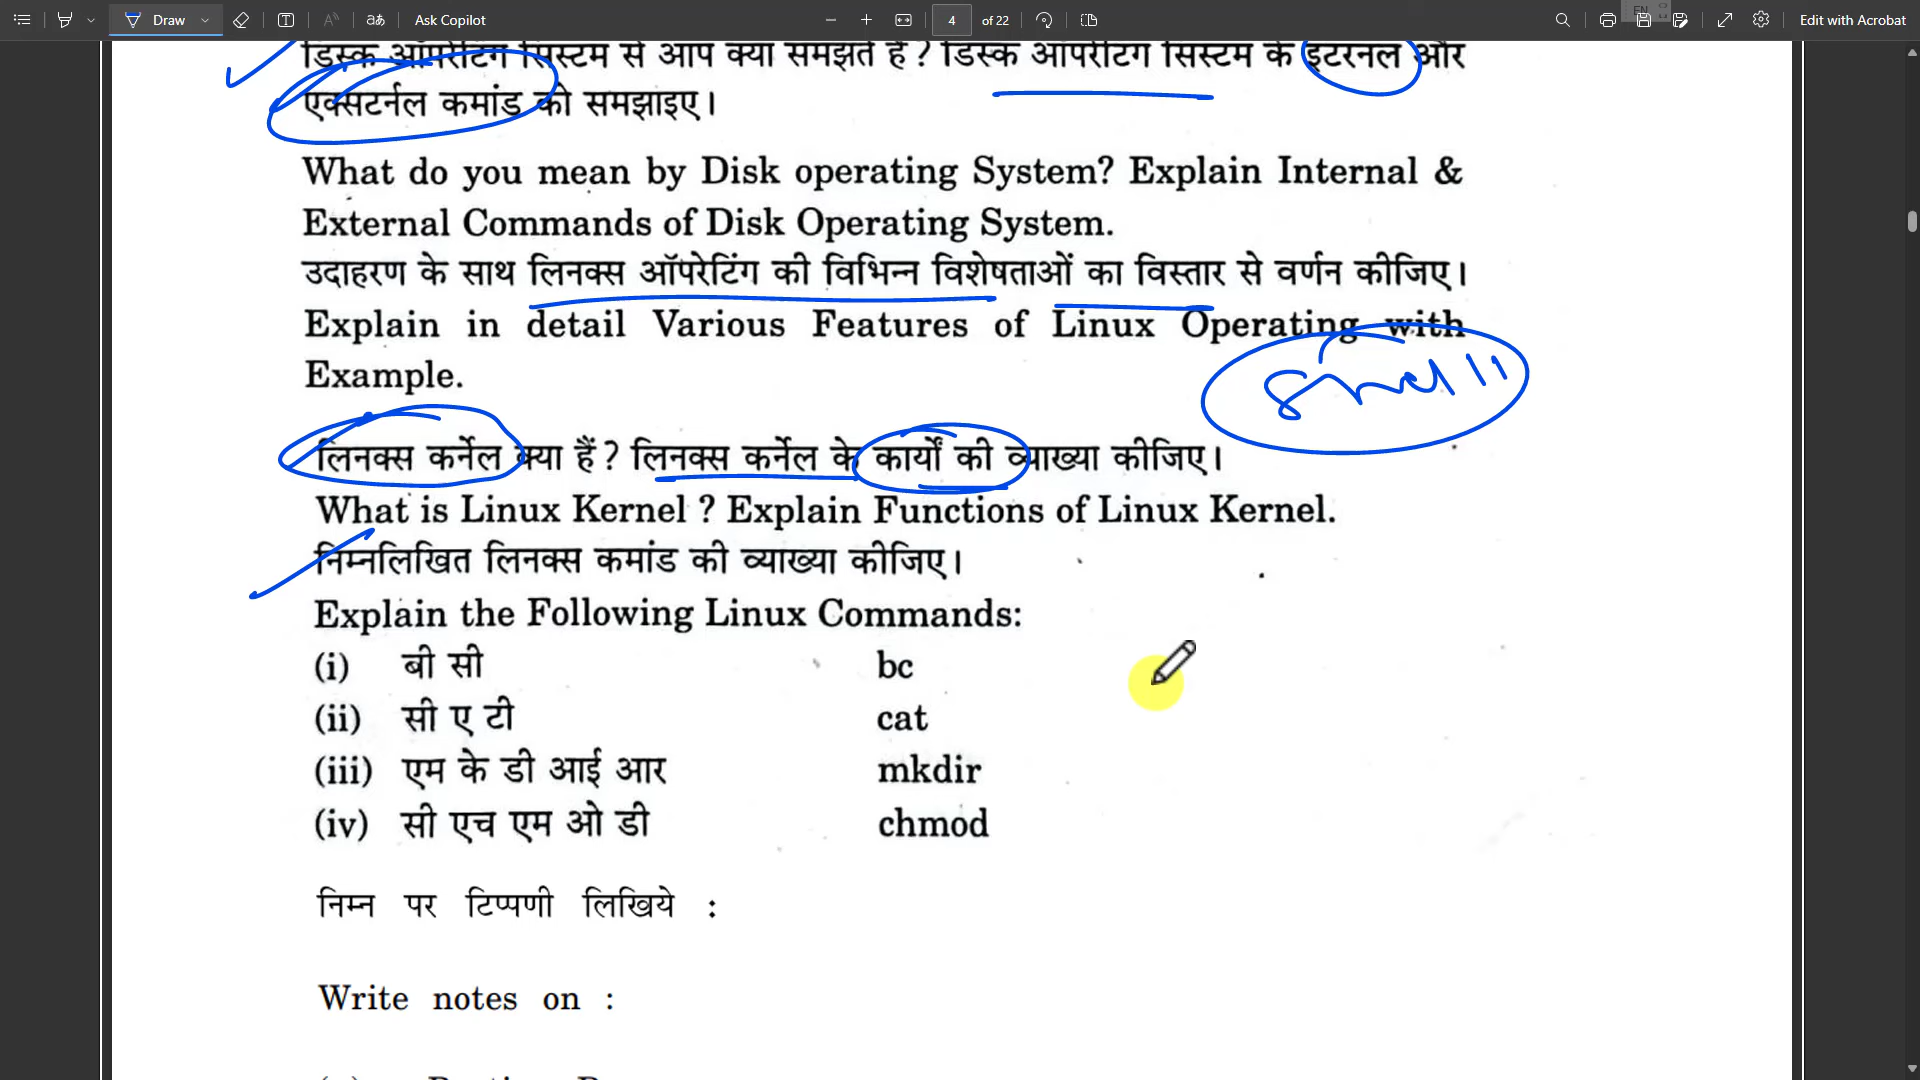 Draw
aあ
Ask Copilot
4
of 22
EN
Edit with Acrobat
डिस्क ऑपरेटिंग सिस्टम से आप क्या समझते हैं ? डिस्क ऑपरेटिंग सिस्टम के इंटरनल और
एक्सटर्नल कमांड को समझाइए।
What do you mean by Disk operating System? Explain Internal &
External Commands of Disk Operating System.
उदाहरण के साथ लिनक्स ऑपरेटिंग की विभिन्न विशेषताओं का विस्तार से वर्णन कीजिए।
Explain in detail Various Features of Linux Operating with
Example.
लिनक्स कर्नेल क्या हैं ? लिनक्स कर्नेल के कार्यों की व्याख्या कीजिए।
What is Linux Kernel ? Explain Functions of Linux Kernel.
निम्नलिखित लिनक्स कमांड की व्याख्या कीजिए।
Explain the Following Linux Commands:
(i) बी सी bc
(ii) सी ए टी cat
(iii) एम के डी आई आर mkdir
(iv) सी एच एम ओ डी chmod
निम्न पर टिप्पणी लिखिये :
Write notes on :